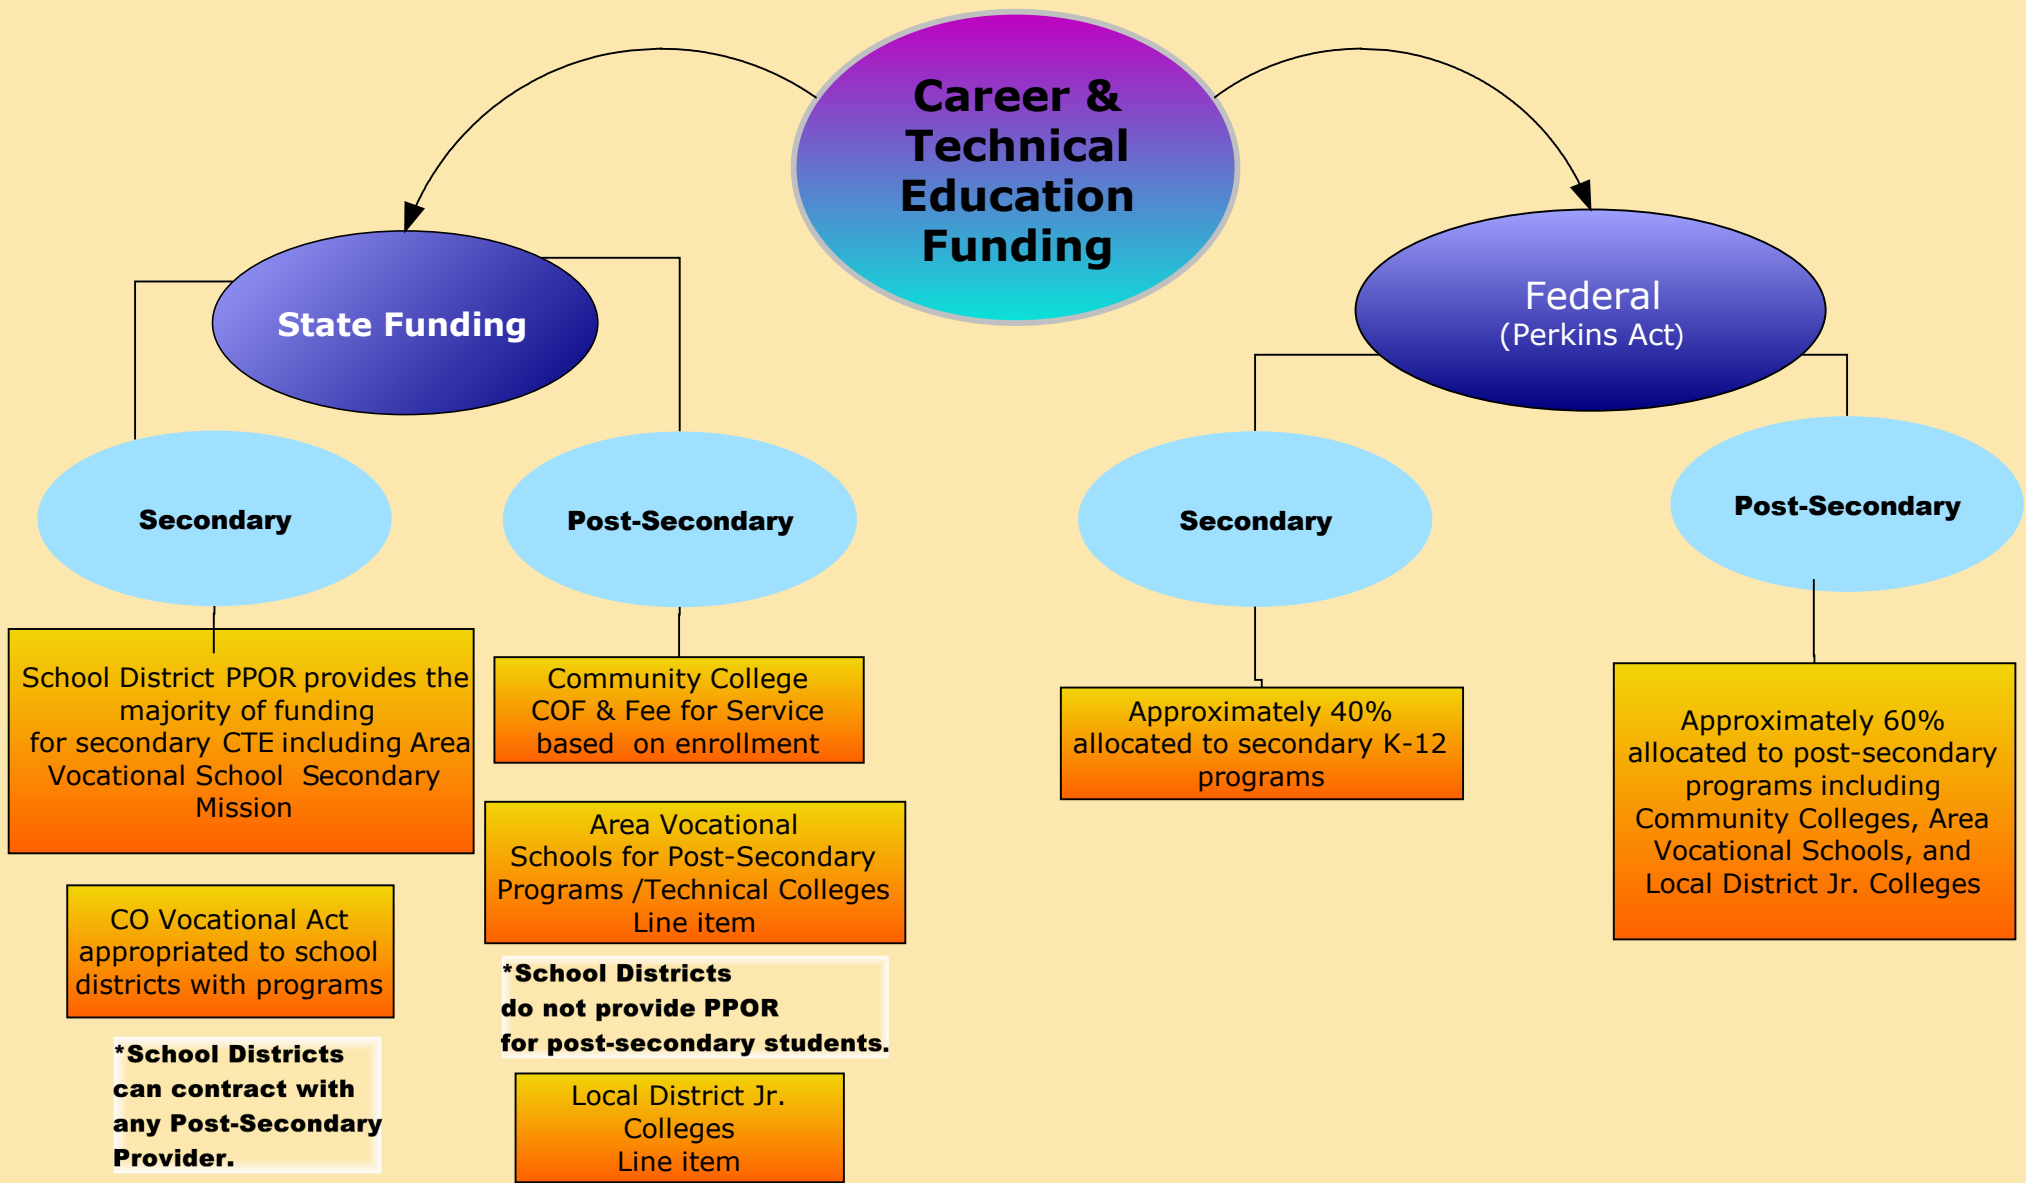 Career &
Technical
Education
Funding
State Funding
Federal
(Perkins Act)
Secondary
Post-Secondary
Secondary
Post-Secondary
School District PPOR provides the
majority of funding
for secondary CTE including Area
Vocational School  Secondary
Mission
CO Vocational Act
appropriated to school
districts with programs
*School Districts
can contract with
any Post-Secondary
Provider.
Community College
COF & Fee for Service
based  on enrollment
Area Vocational
Schools for Post-Secondary
Programs /Technical Colleges
Line item
*School Districts
do not provide PPOR
for post-secondary students.
Local District Jr.
Colleges
Line item
Approximately 40%
allocated to secondary K-12
programs
Approximately 60%
allocated to post-secondary
programs including
Community Colleges, Area
Vocational Schools, and
Local District Jr. Colleges